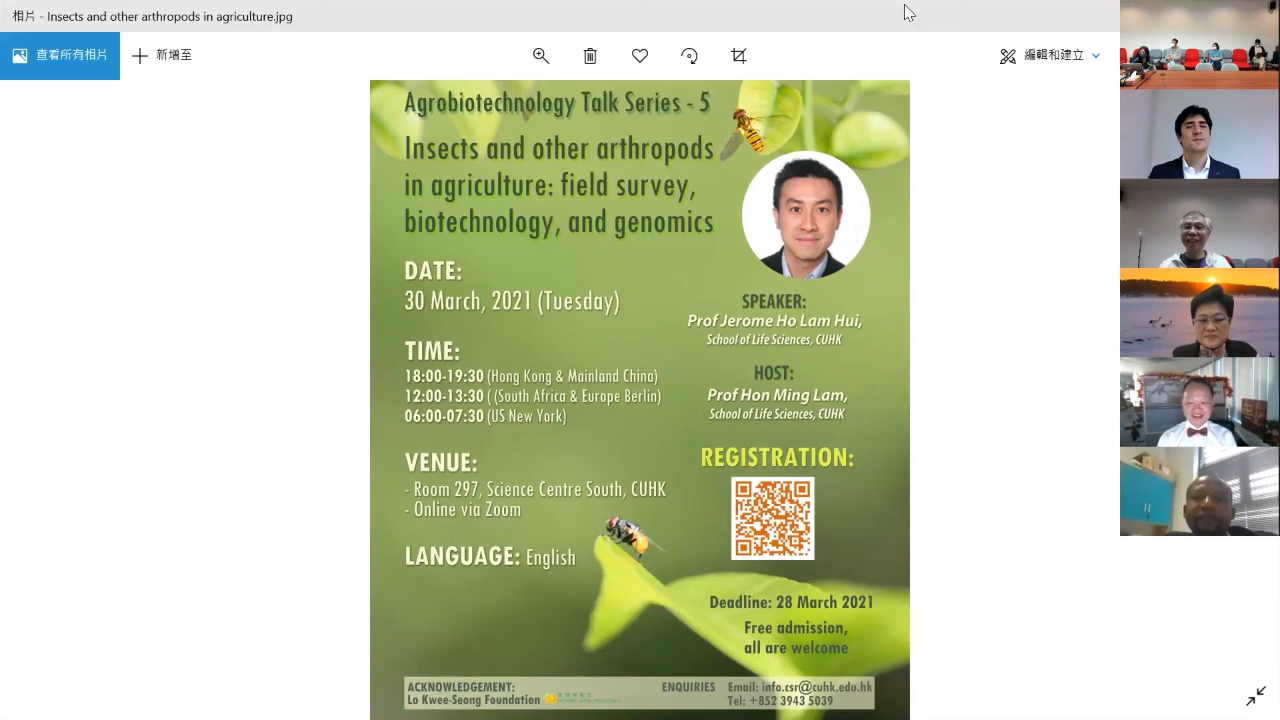 相片 - Insects and other arthropods in agriculture.jpg
查看所有相片
新增至
編輯和建立
Agrobiotechnology Talk Series - 5
Insects and other arthropods
in agriculture: field survey,
biotechnology, and genomics
DATE:
30 March, 2021 (Tuesday)
TIME:
18:00-19:30 (Hong Kong & Mainland China)
12:00-13:30 ( (South Africa & Europe Berlin)
06:00-07:30 (US New York)
VENUE:
- Room 297, Science Centre South, CUHK
- Online via Zoom
LANGUAGE: English
SPEAKER:
Prof Jerome Ho Lam Hui,
School of Life Sciences, CUHK
HOST:
Prof Hon Ming Lam,
School of Life Sciences, CUHK
REGISTRATION:
Deadline: 28 March 2021
Free admission,
all are welcome
ACKNOWLEDGEMENT:
Lo Kwee-Seong Foundation
ENQUIRIES Email: info.csr@cuhk.edu.hk
Tel: +852 3943 5039